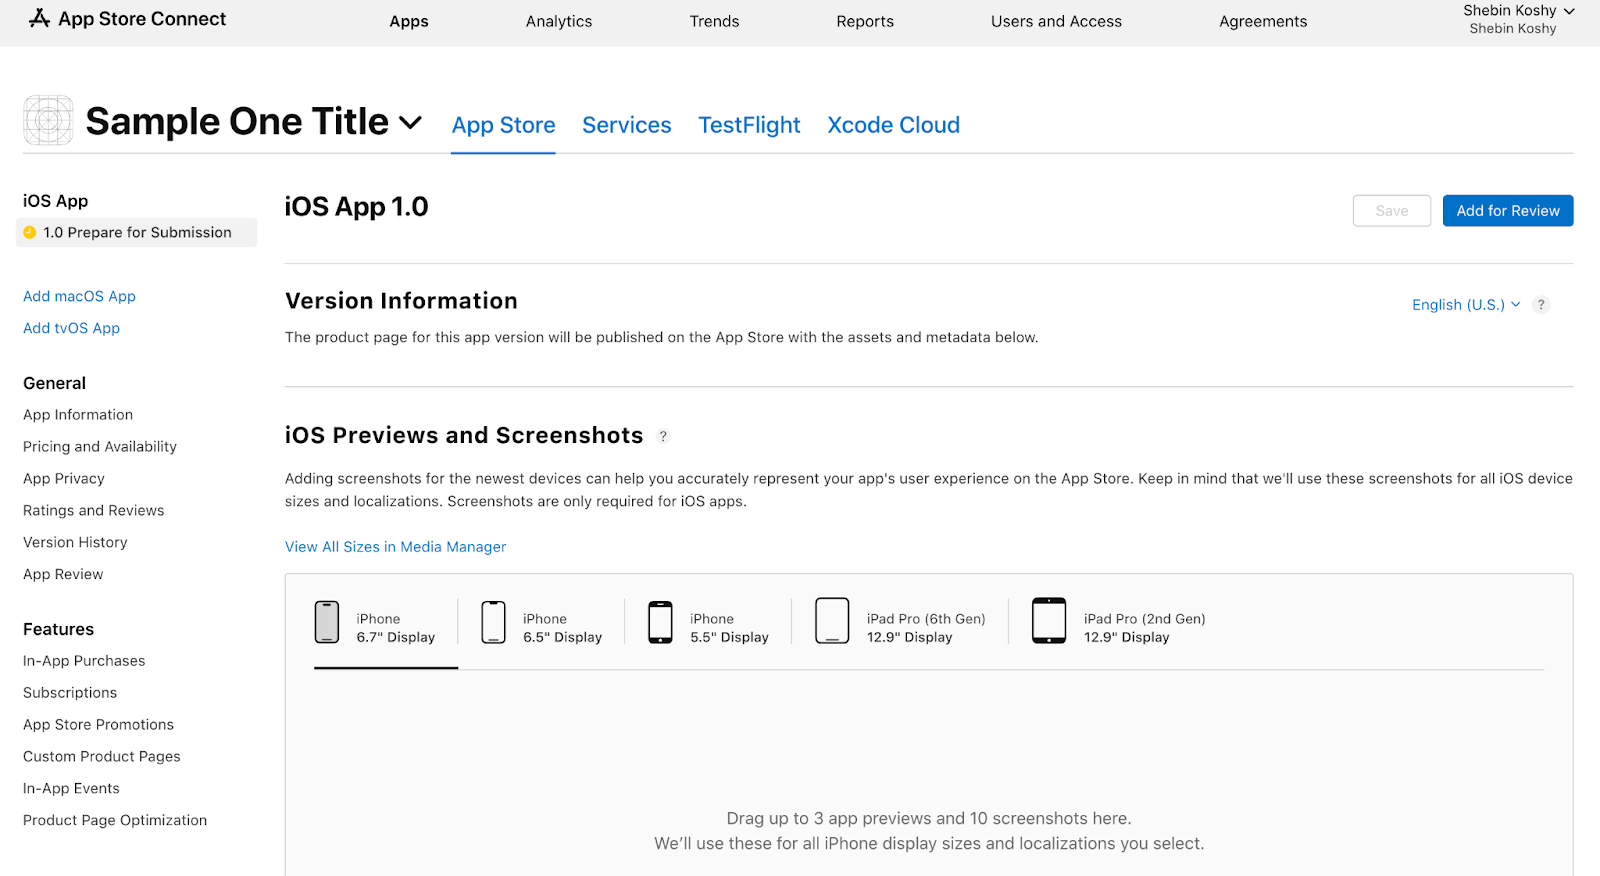 App Store Connect
Apps
Analytics
Trends
Reports
Users and Access
Agreements
Shebin Koshy
Shebin Koshy
Sample One Title
App Store
Services
TestFlight
Xcode Cloud
iOS App
1.0 Prepare for Submission
Add macOS App
Add tvOS App
General
App Information
Pricing and Availability
App Privacy
Ratings and Reviews
Version History
App Review
Features
In-App Purchases
Subscriptions
App Store Promotions
Custom Product Pages
In-App Events
Product Page Optimization
iOS App 1.0
Save
Add for Review
Version Information
English (U.S.)
?
The product page for this app version will be published on the App Store with the assets and metadata below.
iOS Previews and Screenshots
?
Adding screenshots for the newest devices can help you accurately represent your app's user experience on the App Store. Keep in mind that we'll use these screenshots for all iOS device
sizes and localizations. Screenshots are only required for iOS apps.
View All Sizes in Media Manager
iPhone
6.7" Display
iPhone
6.5" Display
iPhone
5.5" Display
iPad Pro (6th Gen)
12.9" Display
iPad Pro (2nd Gen)
12.9" Display
Drag up to 3 app previews and 10 screenshots here.
We'll use these for all iPhone display sizes and localizations you select.